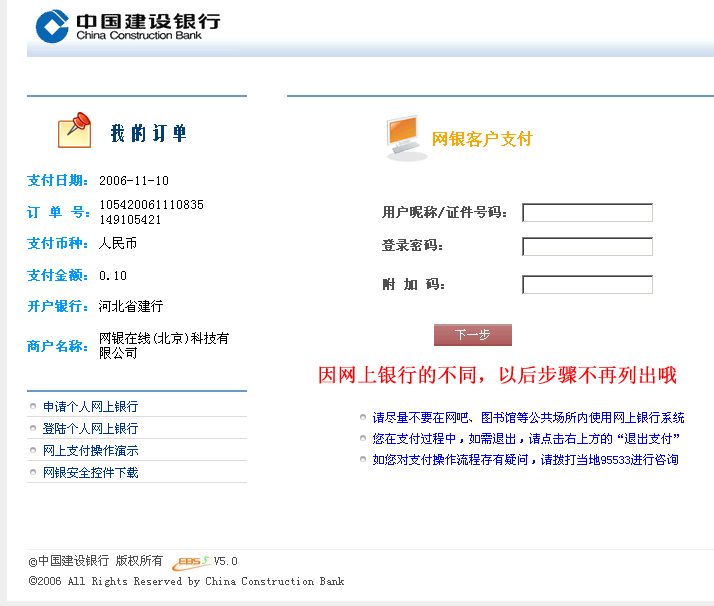 中国建设银行
China Construction Bank
我的订单
支付日期： 2006-11-10
订 单 号： 105420061110835
149105421
支付币种： 人民币
支付金额： 0.10
开户银行： 河北省建行
商户名称： 网银在线(北京)科技有
限公司
申请个人网上银行
登陆个人网上银行
网上支付操作演示
网银安全控件下载
网银客户支付
用户昵称/证件号码：
登录密码：
附 加 码：
下一步
因网上银行的不同，以后步骤不再列出哦
请尽量不要在网吧、图书馆等公共场所内使用网上银行系统
您在支付过程中，如需退出，请点击右上方的“退出支付”
如您对支付操作流程存有疑问，请拨打当地95533进行咨询
©中国建设银行 版权所有 EBS 5 V5.0
©2006 All Rights Reserved by China Construction Bank